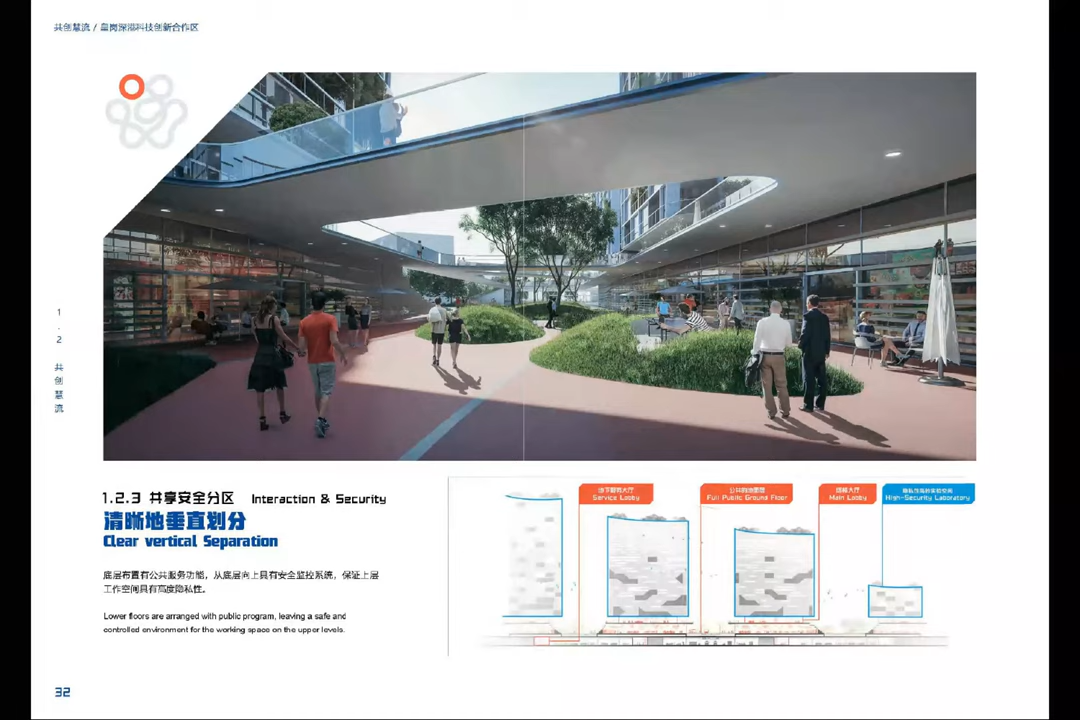 共创慧流 / 皇岗深港科技创新合作区
1.2 共创慧流
1.2.3 共享安全分区 Interaction & Security
清晰地垂直划分
Clear vertical Separation
底层布置有公共服务功能，从底层向上具有安全监控系统，保证上层
工作空间具有高度隐私性。
Lower floors are arranged with public program, leaving a safe and
controlled environment for the working space on the upper levels.
Service Lobby
Full Public Ground Floor
Main Lobby
High-Security Laboratory
32